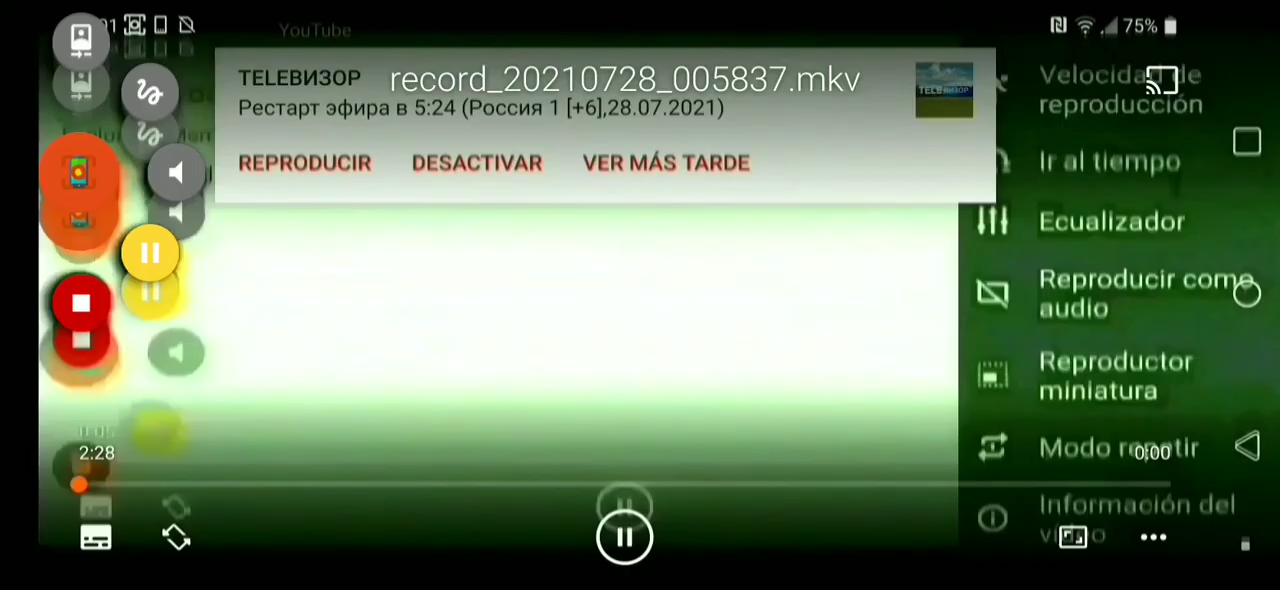 75%
YouTube
TELEВИЗОР
record_20210728_005837.mkv
Рестарт эфира в 5:24 (Россия 1 [+6],28.07.2021)
REPRODUCIR DESACTIVAR VER MÁS TARDE
Velocidad de
reproducción
Ir al tiempo
Ecualizador
Reproducir como
audio
Reproductor
miniatura
Modo repetir
Información del
vídeo
2:28
0:00